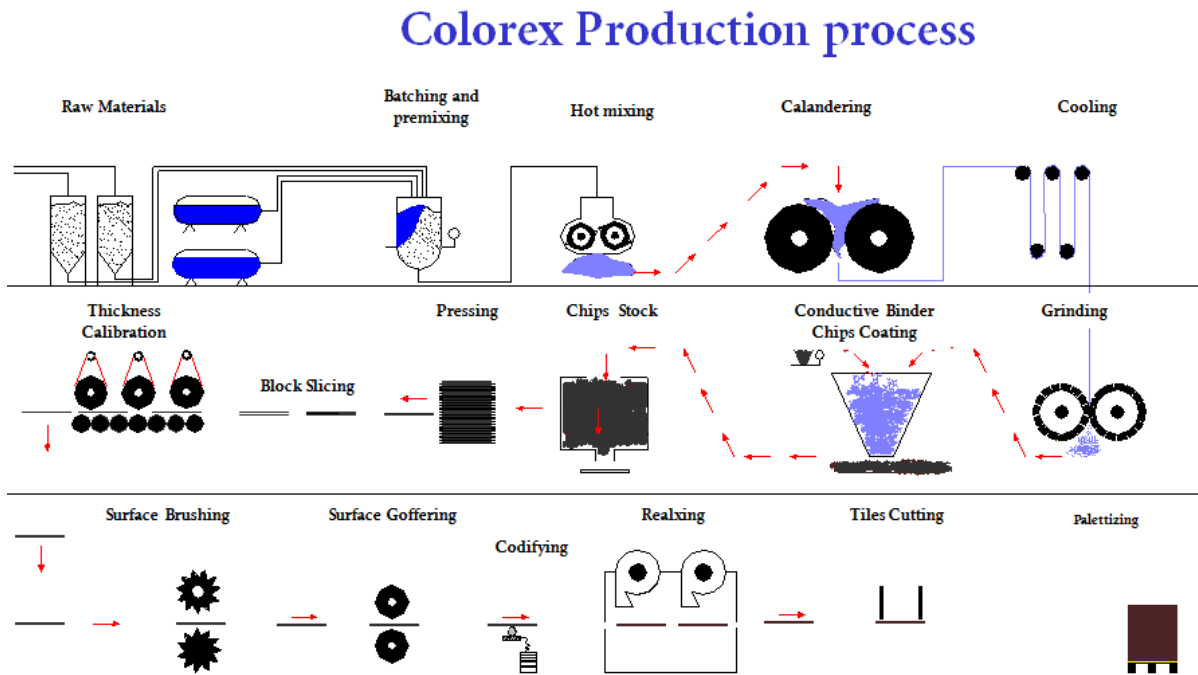 Colorex Production process
Raw Materials
Batching and
premixing
Hot mixing
Calandering
Cooling
Thickness
Calibration
Block Slicing
Pressing
Chips Stock
Conductive Binder
Chips Coating
Grinding
Surface Brushing
Surface Goffering
Codifying
Realxing
Tiles Cutting
Palettizing